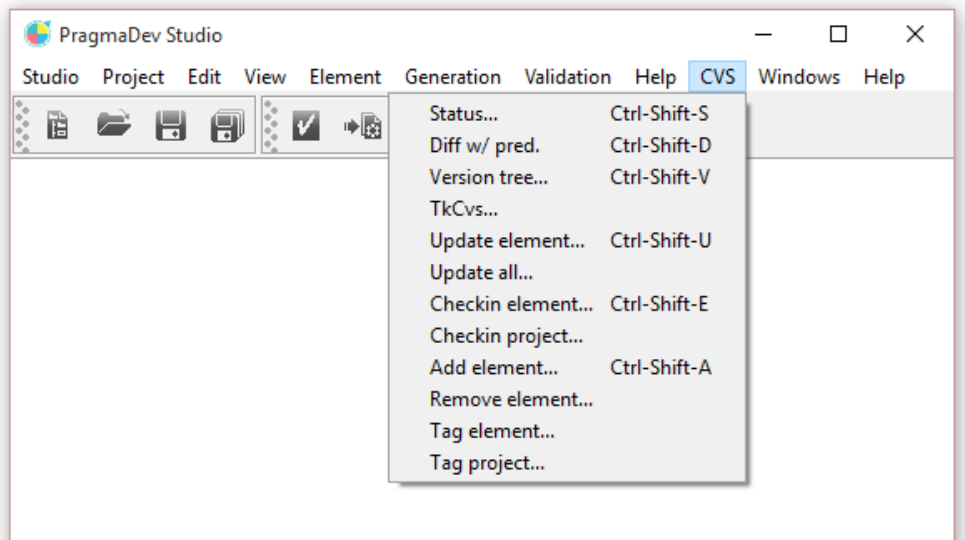 PragmaDev Studio
Studio Project Edit View Element Generation Validation Help CVS Windows Help
Status... Ctrl-Shift-S
Diff w/ pred. Ctrl-Shift-D
Version tree... Ctrl-Shift-V
TkCvs...
Update element... Ctrl-Shift-U
Update all...
Checkin element... Ctrl-Shift-E
Checkin project...
Add element... Ctrl-Shift-A
Remove element...
Tag element...
Tag project...